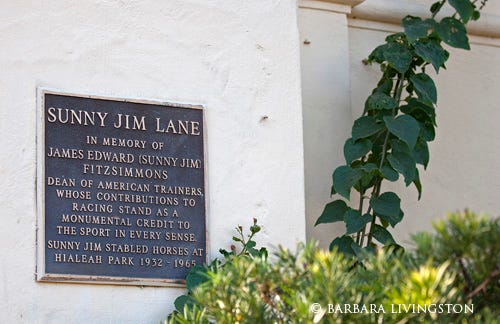 SUNNY JIM LANE
IN MEMORY OF
JAMES EDWARD (SUNNY JIM)
FITZSIMMONS
DEAN OF AMERICAN TRAINERS,
WHOSE CONTRIBUTIONS TO
RACING STAND AS A
MONUMENTAL CREDIT TO
THE SPORT IN EVERY SENSE.
SUNNY JIM STABLED HORSES AT
HIALEAH PARK 1932 - 1965
© BARBARA LIVINGSTON